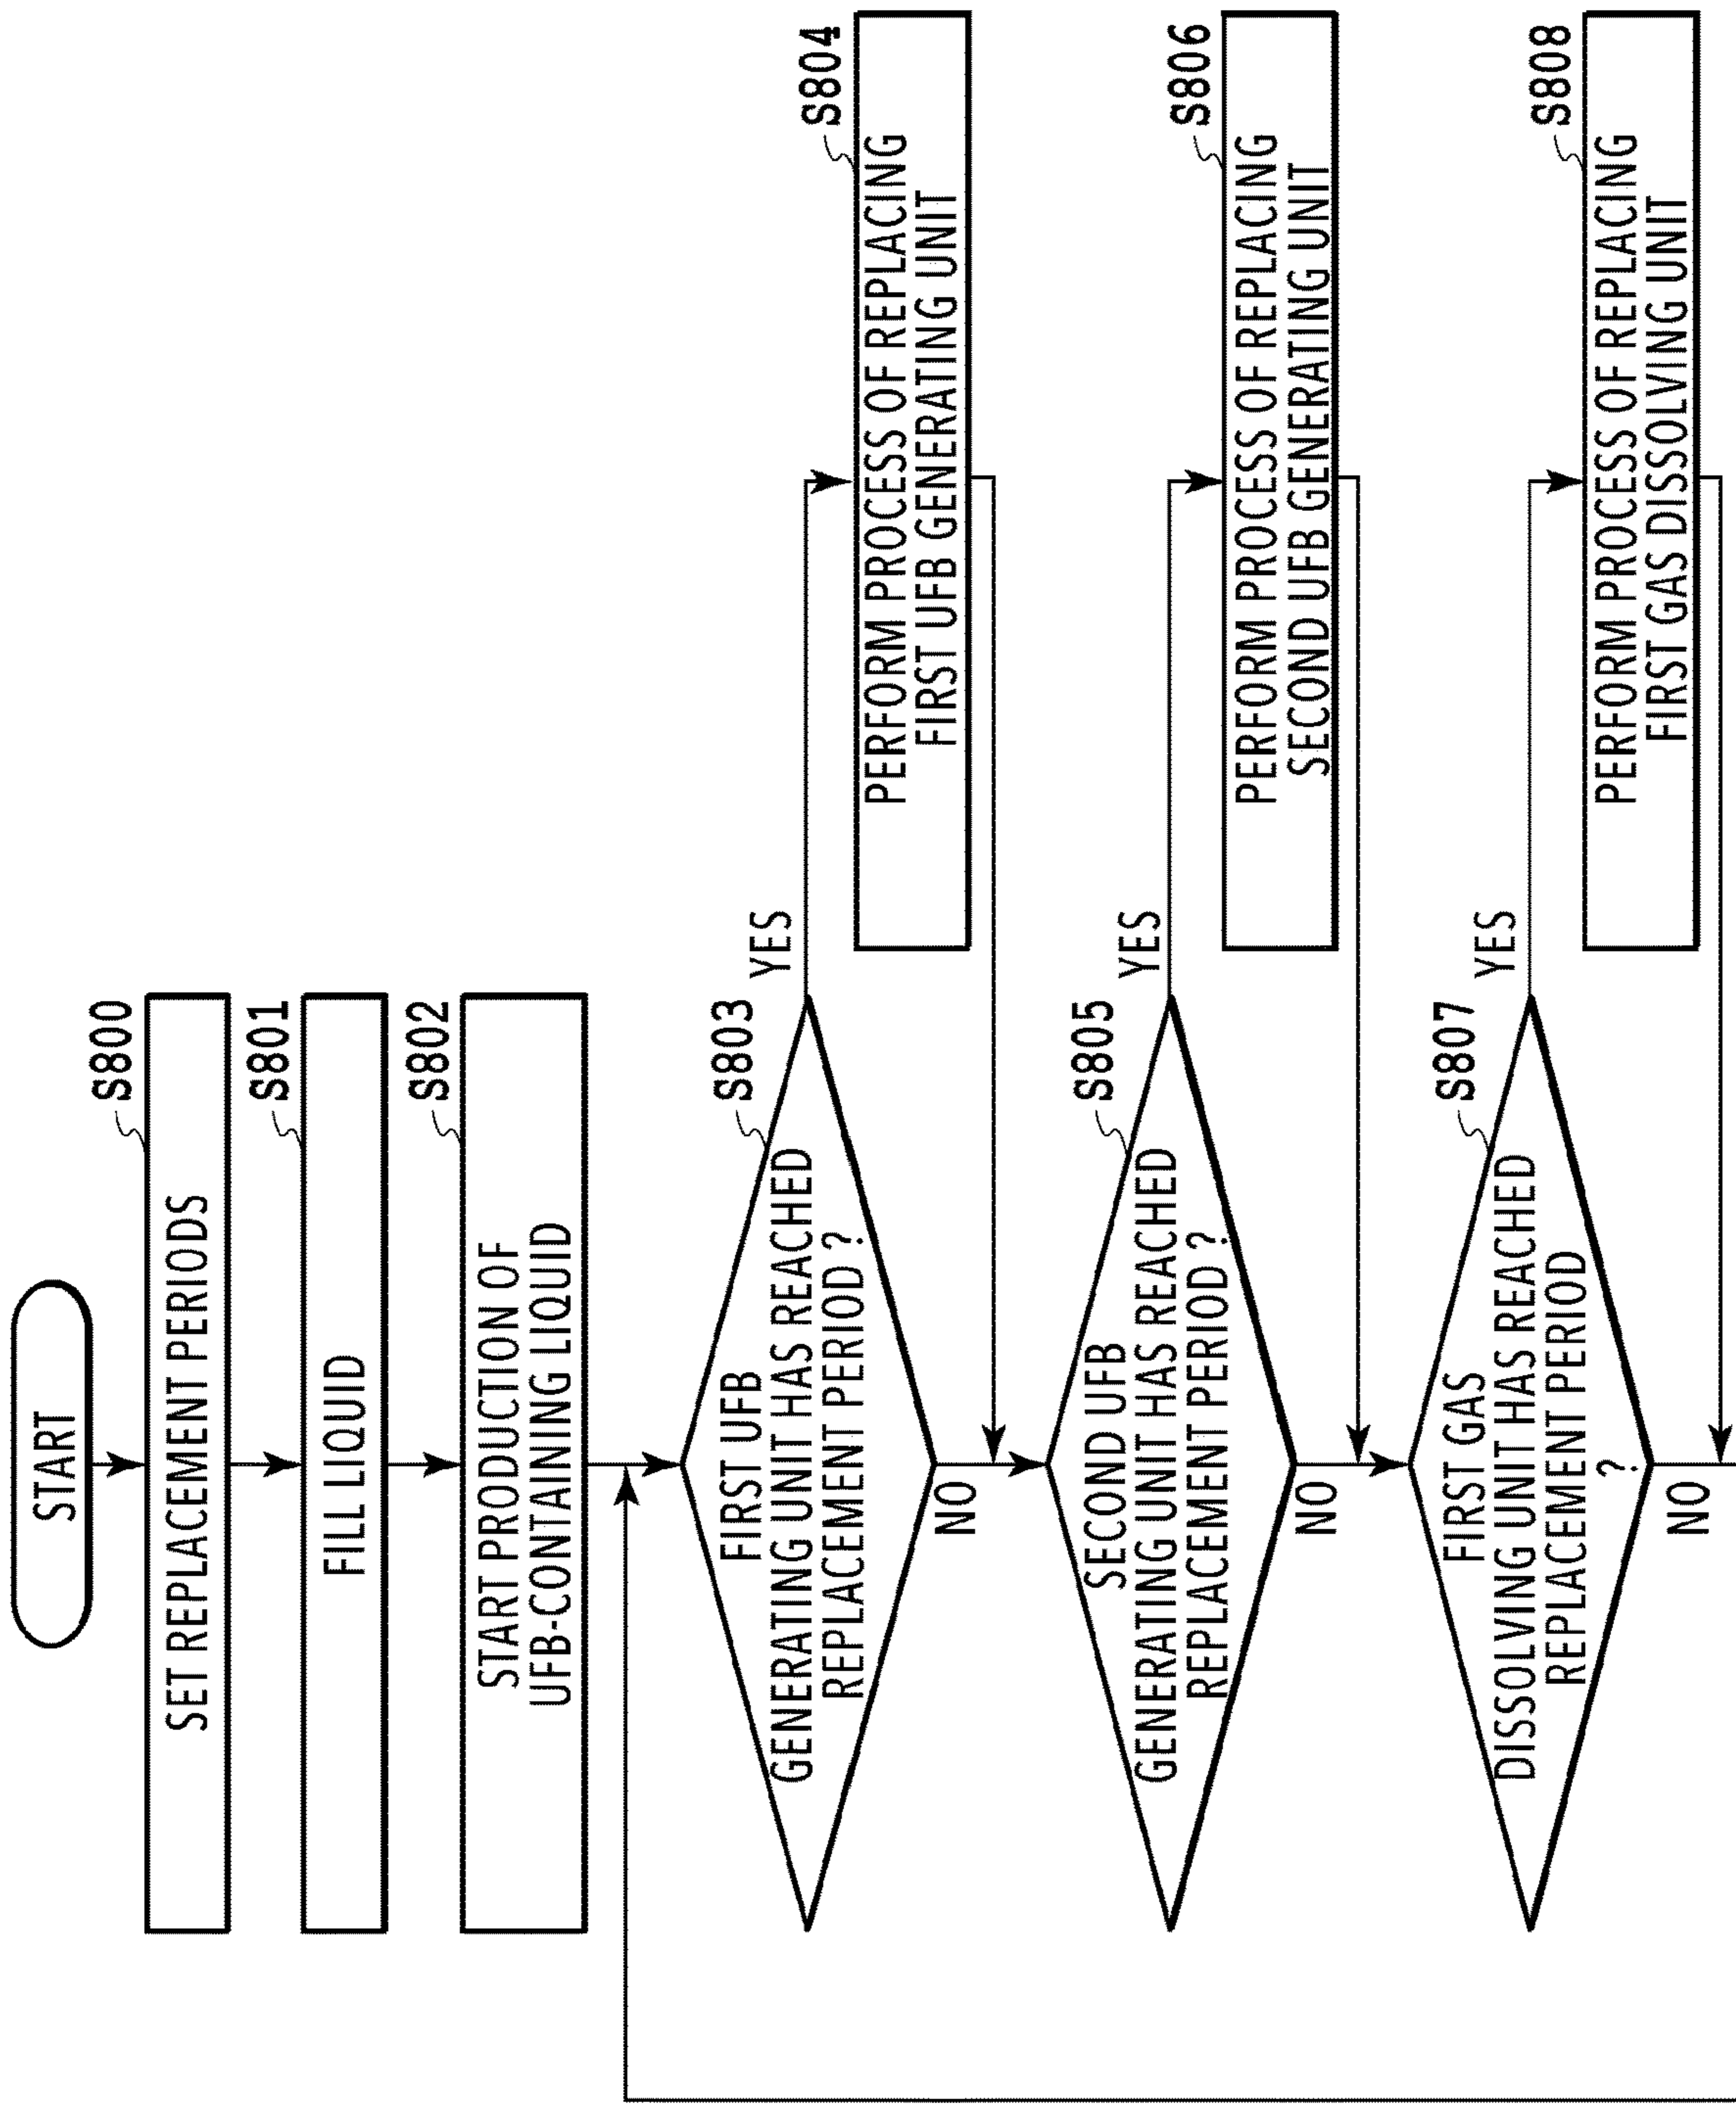 START
S800
SET REPLACEMENT PERIODS
S801
FILL LIQUID
S802
START PRODUCTION OF
UFB-CONTAINING LIQUID
S803
FIRST UFB
GENERATING UNIT HAS REACHED
REPLACEMENT PERIOD ?
YES
NO
S804
PERFORM PROCESS OF REPLACING
FIRST UFB GENERATING UNIT
S805
SECOND UFB
GENERATING UNIT HAS REACHED
REPLACEMENT PERIOD ?
YES
NO
S806
PERFORM PROCESS OF REPLACING
SECOND UFB GENERATING UNIT
S807
FIRST GAS
DISSOLVING UNIT HAS REACHED
REPLACEMENT PERIOD
?
YES
NO
S808
PERFORM PROCESS OF REPLACING
FIRST GAS DISSOLVING UNIT